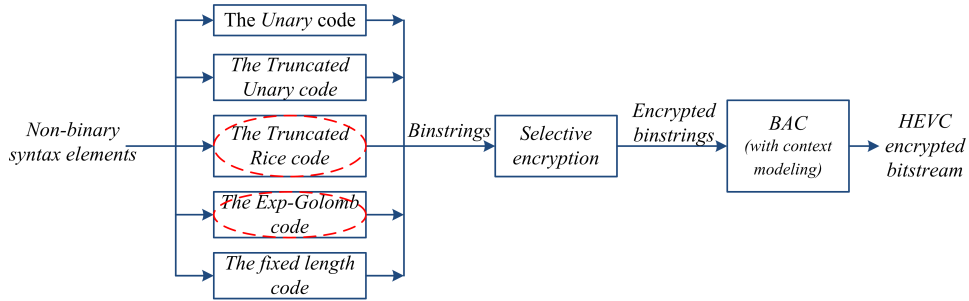 The Unary code
The Truncated
Unary code
Non-binary
syntax elements
The Truncated
Rice code
The Exp-Golomb
code
The fixed length
code
Binstrings
Selective
encryption
Encrypted
binstrings
BAC
(with context
modeling)
HEVC
encrypted
bitstream